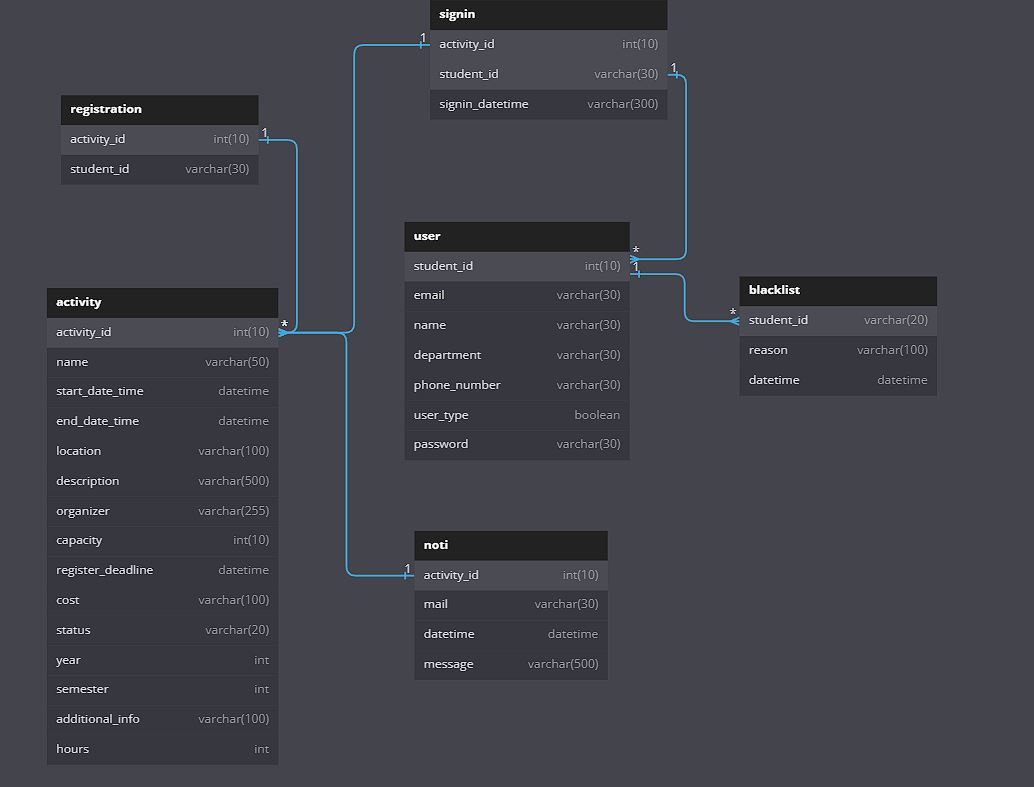 signin
activity_id int(10)
student_id varchar(30)
signin_datetime varchar(300)
1
1
registration
activity_id int(10)
student_id varchar(30)
1
user
student_id int(10)
email varchar(30)
name varchar(30)
department varchar(30)
phone_number varchar(30)
user_type boolean
password varchar(30)
*
1
blacklist
student_id varchar(20)
reason varchar(100)
datetime datetime
*
activity
activity_id int(10)
name varchar(50)
start_date_time datetime
end_date_time datetime
location varchar(100)
description varchar(500)
organizer varchar(255)
capacity int(10)
register_deadline datetime
cost varchar(100)
status varchar(20)
year int
semester int
additional_info varchar(100)
hours int
*
noti
activity_id int(10)
mail varchar(30)
datetime datetime
message varchar(500)
1